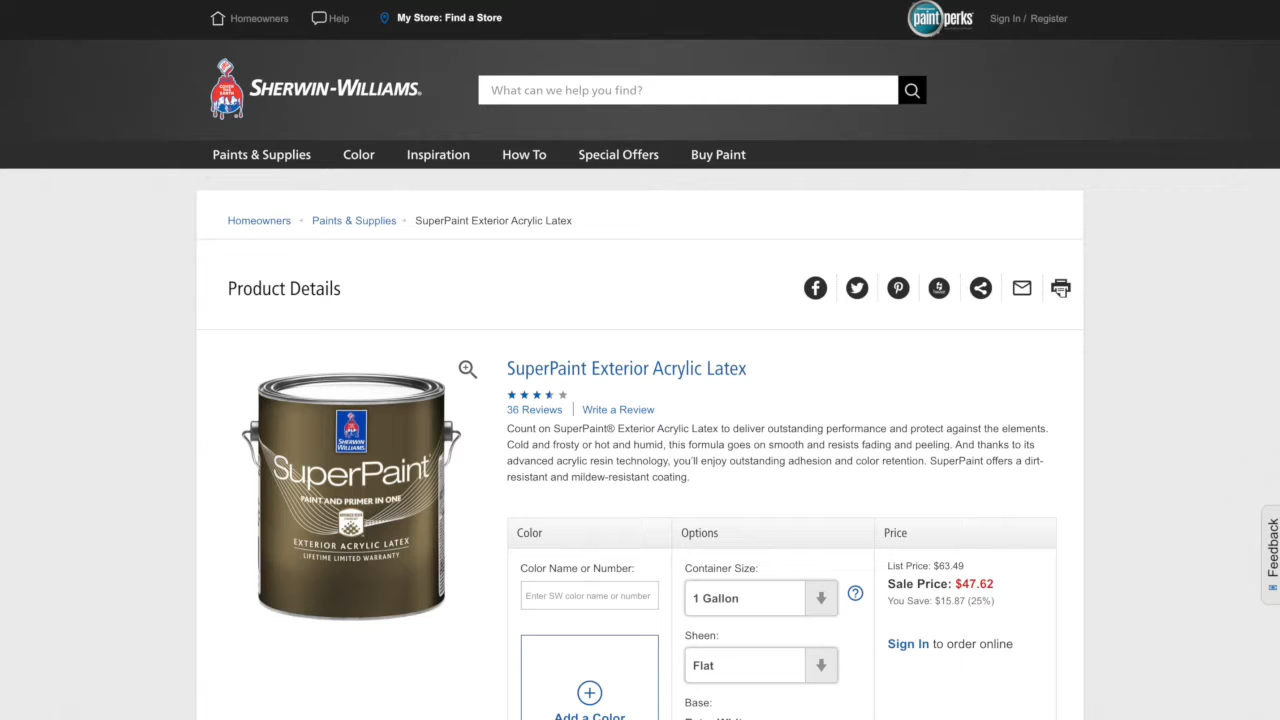 Homeowners
Help
My Store: Find a Store
paint perks
Sign In / Register
SHERWIN-WILLIAMS.
What can we help you find?
Paints & Supplies
Color
Inspiration
How To
Special Offers
Buy Paint
Homeowners
Paints & Supplies
SuperPaint Exterior Acrylic Latex
Product Details
SuperPaint Exterior Acrylic Latex
36 Reviews
Write a Review
Count on SuperPaint® Exterior Acrylic Latex to deliver outstanding performance and protect against the elements.
Cold and frosty or hot and humid, this formula goes on smooth and resists fading and peeling. And thanks to its
advanced acrylic resin technology, you'll enjoy outstanding adhesion and color retention. SuperPaint offers a dirt-
resistant and mildew-resistant coating.
SHERWIN
WILLIAMS
SuperPaint
PAINT AND PRIMER IN ONE
EXTERIOR ACRYLIC LATEX
LIFETIME LIMITED WARRANTY
Color
Color Name or Number:
Enter SW color name or number
Add a Color
Options
Container Size:
1 Gallon
Sheen:
Flat
Base:
Price
List Price: $63.49
Sale Price: $47.62
You Save: $15.87 (25%)
Sign In to order online
Feedback